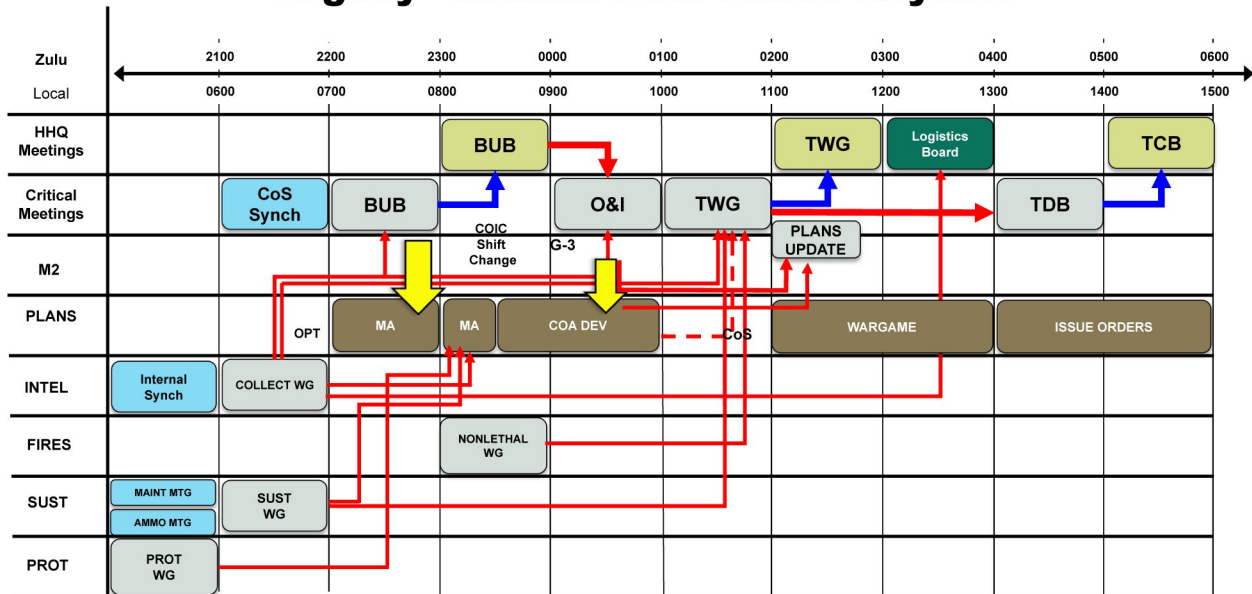 Zulu
2100 2200 2300 0000 0100 0200 0300 0400 0500 0600
Local
0600 0700 0800 0900 1000 1100 1200 1300 1400 1500
HHQ
Meetings
BUB
TWG
Logistics
Board
TCB
Critical
Meetings
CoS
Synch
BUB
O&I
TWG
TDB
PLANS
UPDATE
COIC
Shift
Change
G-3
M2
PLANS
OPT
MA
MA
COA DEV
CoS
WARGAME
ISSUE ORDERS
INTEL
Internal
Synch
COLLECT WG
FIRES
NONLETHAL
WG
SUST
MAINT MTG
AMMO MTG
SUST
WG
PROT
PROT
WG